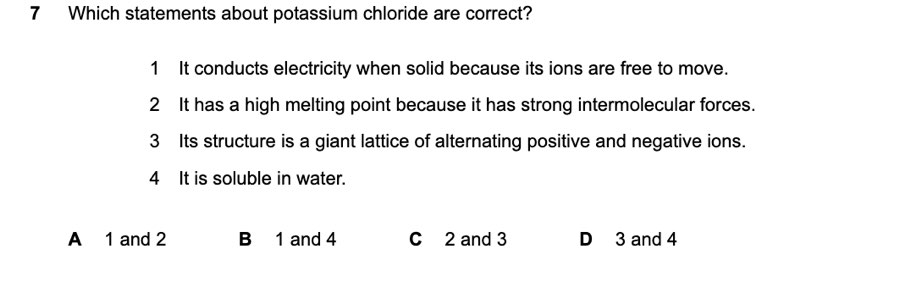 7 Which statements about potassium chloride are correct?
1 It conducts electricity when solid because its ions are free to move.
2 It has a high melting point because it has strong intermolecular forces.
3 Its structure is a giant lattice of alternating positive and negative ions.
4 It is soluble in water.
A 1 and 2 B 1 and 4 C 2 and 3 D 3 and 4